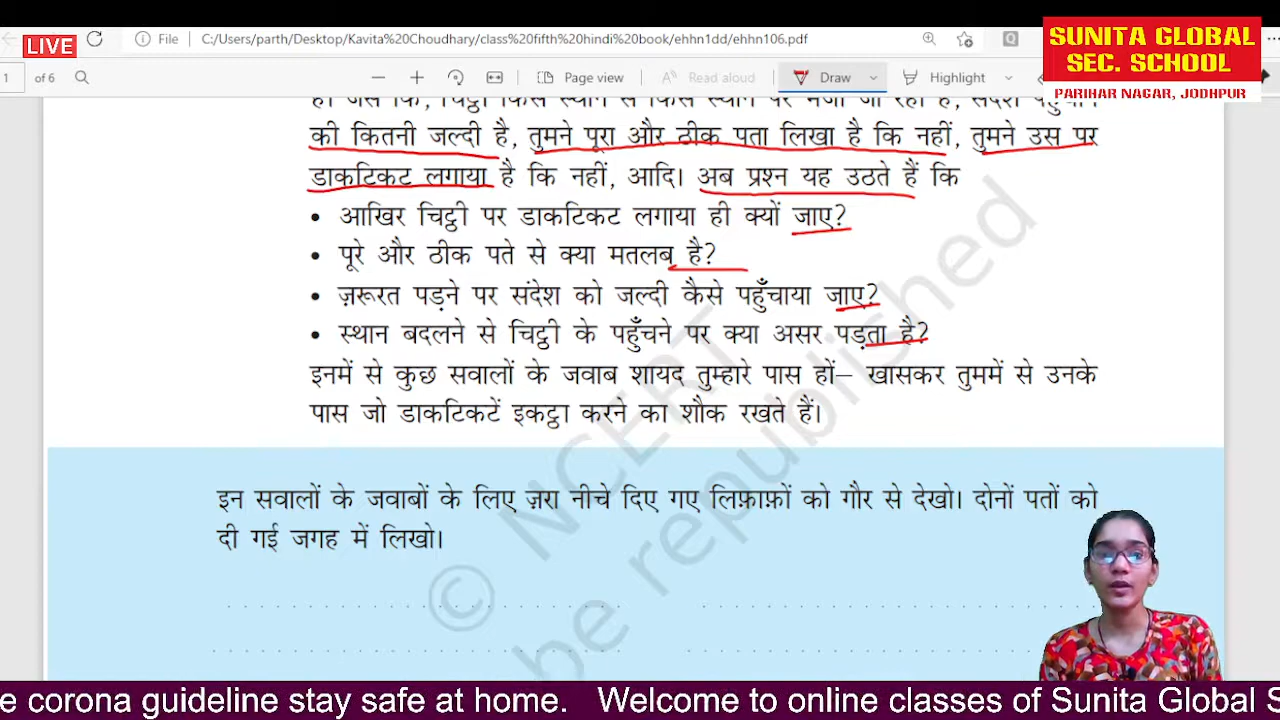 LIVE
File C:/Users/parth/Desktop/Kavita%20Choudhary/class%20fifth%20hindi%20book/ehhn1dd/ehhn106.pdf
SUNITA GLOBAL
SEC. SCHOOL
PARIHAR NAGAR, JODHPUR
1 of 6 Page view Read aloud Draw Highlight
है। जैसे कि, चिट्ठी किस स्थान से किस स्थान पर भेजी जा रही है, संदेश पहुँचाने
की कितनी जल्दी है, तुमने पूरा और ठीक पता लिखा है कि नहीं, तुमने उस पर
डाकटिकट लगाया है कि नहीं, आदि। अब प्रश्न यह उठते हैं कि
• आखिर चिट्ठी पर डाकटिकट लगाया ही क्यों जाए?
• पूरे और ठीक पते से क्या मतलब है?
• ज़रूरत पड़ने पर संदेश को जल्दी कैसे पहुँचाया जाए?
• स्थान बदलने से चिट्ठी के पहुँचने पर क्या असर पड़ता है?
इनमें से कुछ सवालों के जवाब शायद तुम्हारे पास हों– खासकर तुममें से उनके
पास जो डाकटिकटें इकट्ठा करने का शौक रखते हैं।
इन सवालों के जवाबों के लिए ज़रा नीचे दिए गए लिफ़ाफ़ों को गौर से देखो। दोनों पतों को
दी गई जगह में लिखो।
© NCERT
be republished
e corona guideline stay safe at home. Welcome to online classes of Sunita Global S